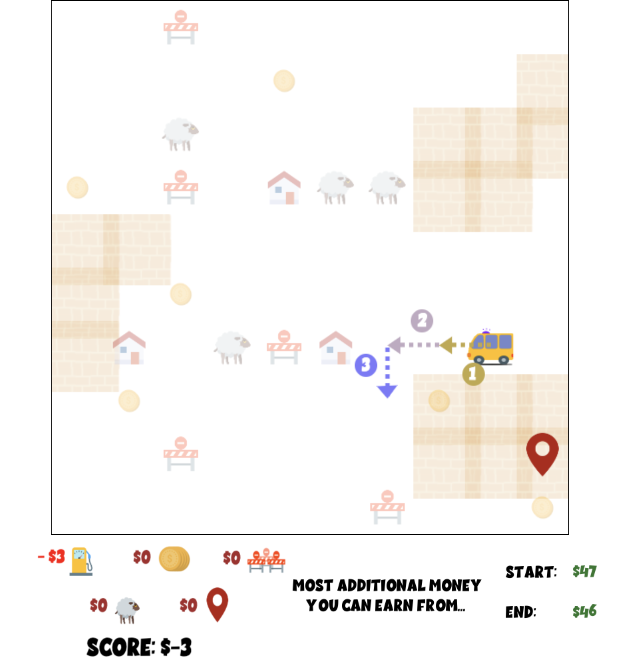 2
3
1
- $3
$0
$0
$0
$0
MOST ADDITIONAL MONEY
YOU CAN EARN FROM...
START: $47
END: $46
SCORE: $-3